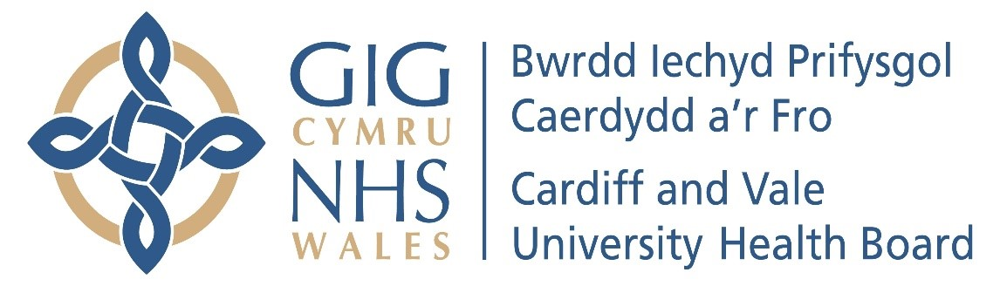 GIG
CYMRU
NHS
WALES
Bwrdd Iechyd Prifysgol
Caerdydd a'r Fro
Cardiff and Vale
University Health Board